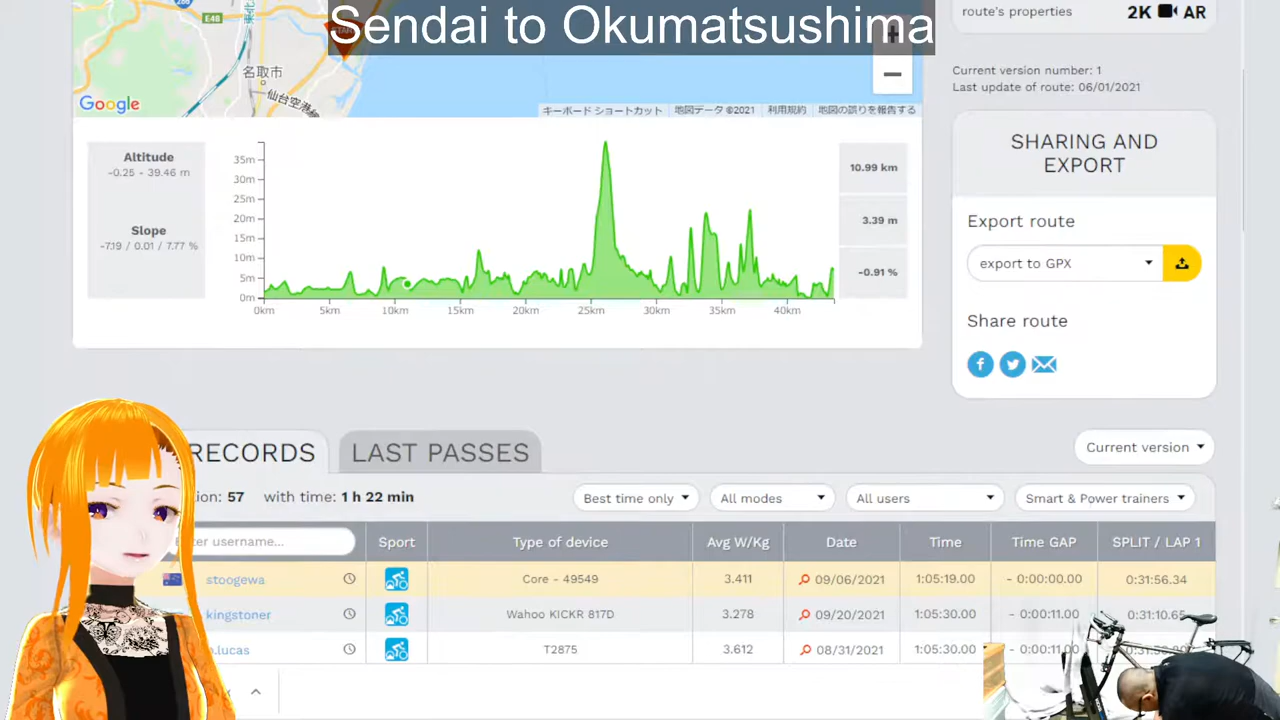 Sendai to Okumatsushima
route's properties
2K AR
Current version number: 1
Last update of route: 06/01/2021
E48
名取市
仙台空港
Google
キーボード ショートカット 地図データ ©2021 利用規約 地図の誤りを報告する
SHARING AND
EXPORT
Export route
export to GPX
Share route
Altitude
-0.25 - 39.46 m
Slope
-7.19 / 0.01 / 7.77 %
35m
30m
25m
20m
15m
10m
5m
0m
0km 5km 10km 15km 20km 25km 30km 35km 40km
10.99 km
3.39 m
-0.91 %
RECORDS LAST PASSES
Current version
ion: 57 with time: 1 h 22 min
Best time only All modes All users Smart & Power trainers
er username... Sport Type of device Avg W/Kg Date Time Time GAP SPLIT / LAP 1
stoogewa Core - 49549 3.411 09/06/2021 1:05:19.00 - 0:00:00.00 0:31:56.34
kingstoner Wahoo KICKR 817D 3.278 09/20/2021 1:05:30.00 - 0:00:11.00 0:31:10.65
o.lucas T2875 3.612 08/31/2021 1:05:30.00 - 0:00:11.00